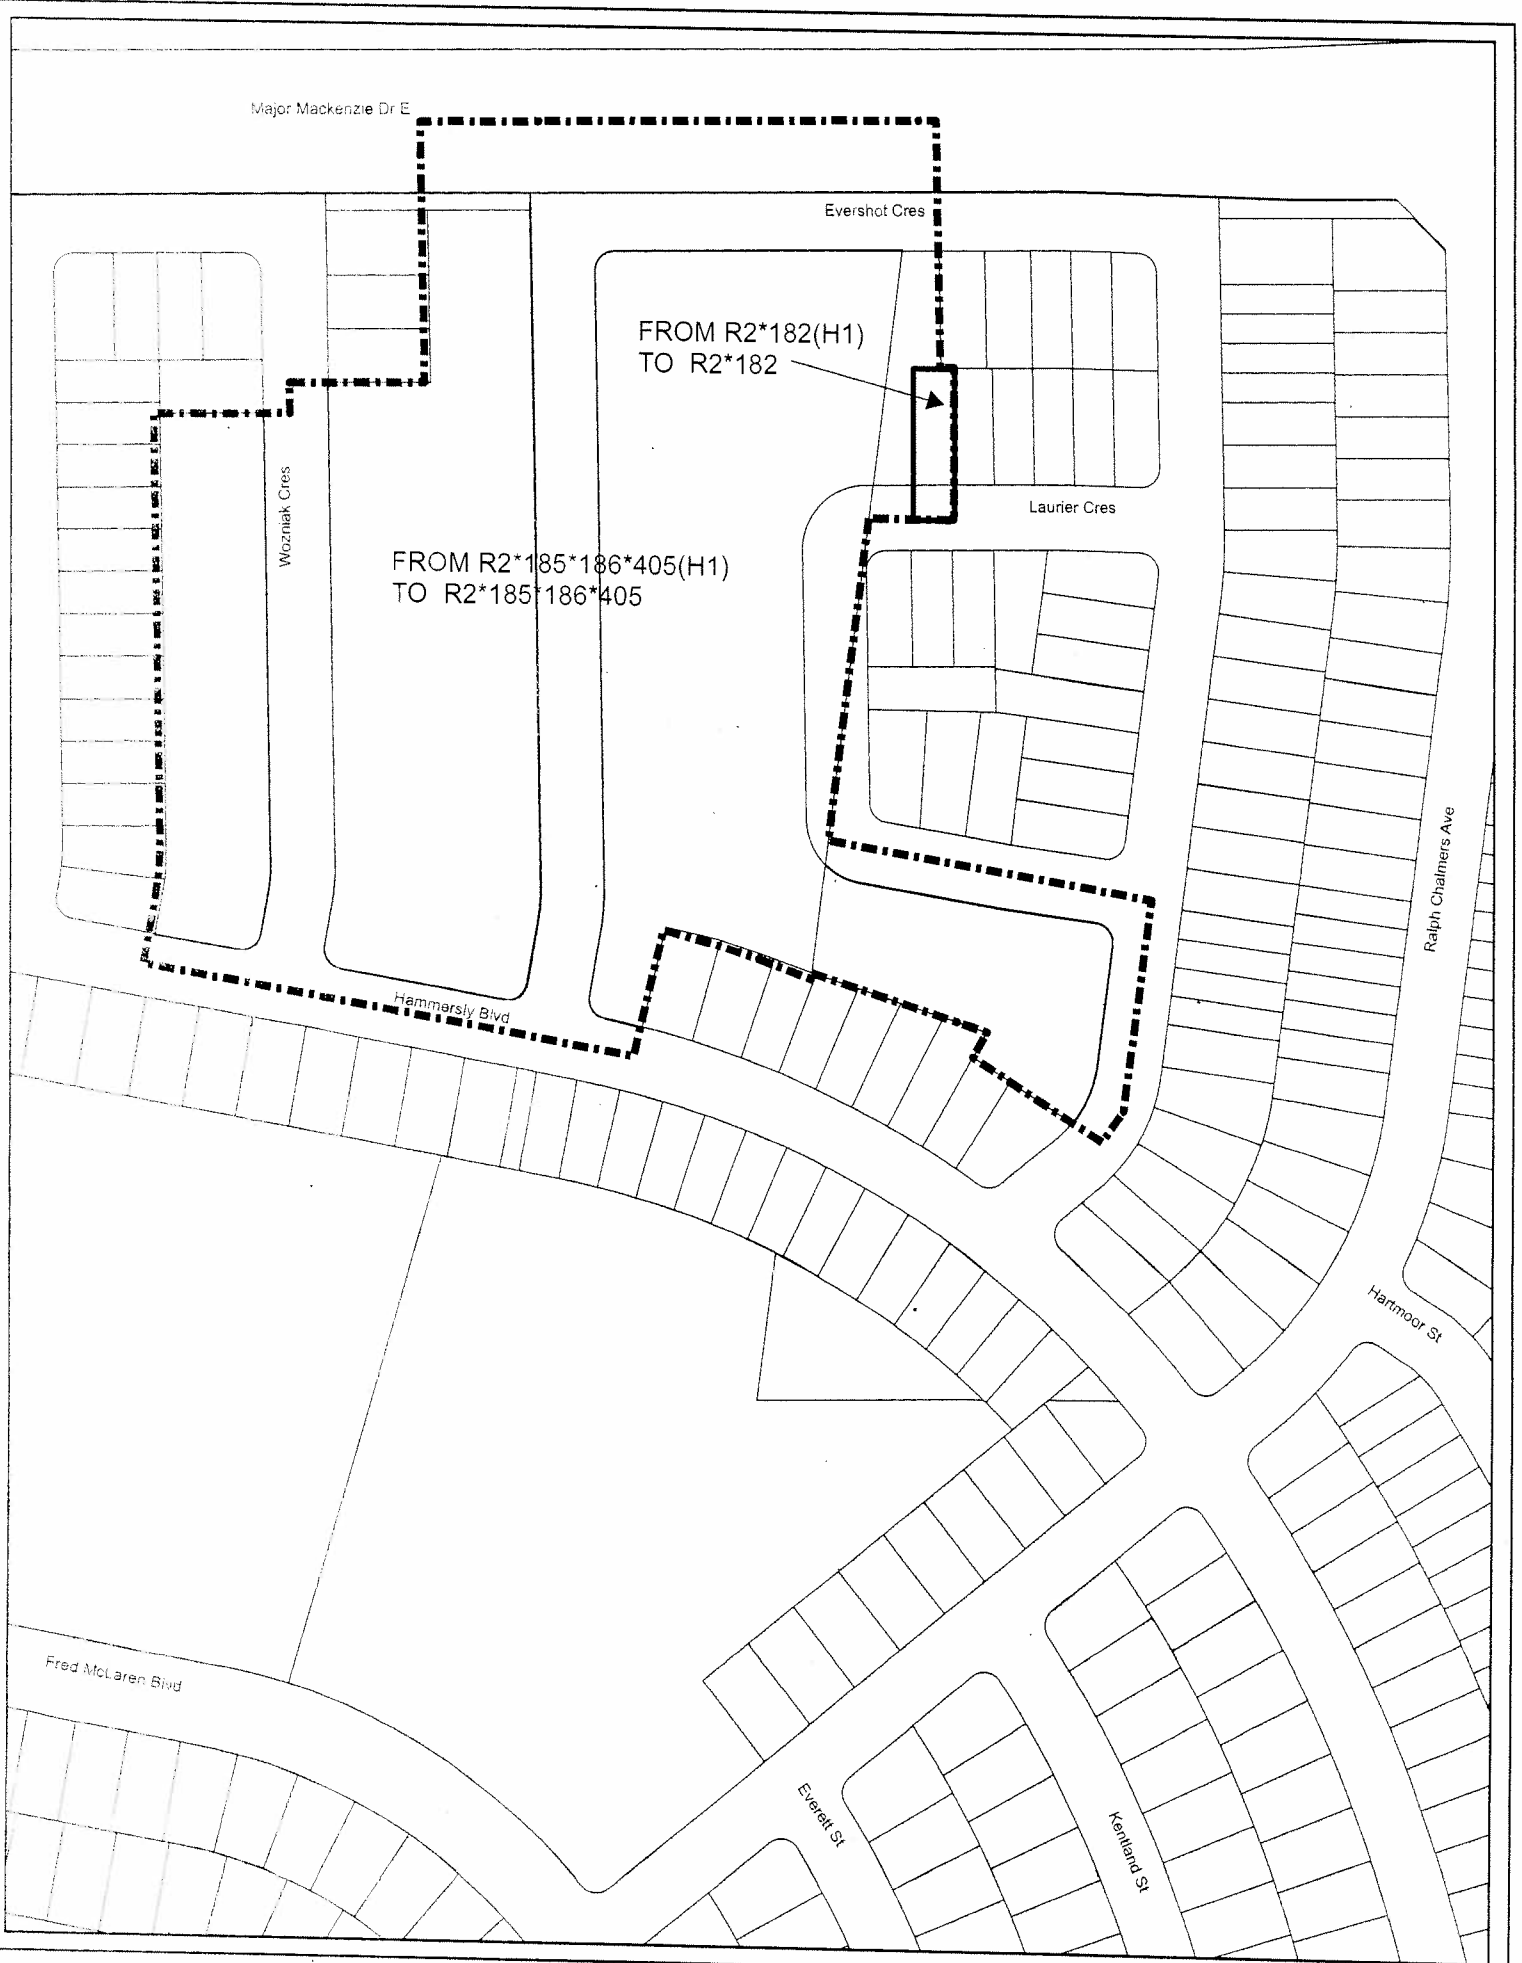 Major Mackenzie Dr E
Evershot Cres
FROM R2*182(H1)
TO R2*182
Wozniak Cres
Laurier Cres
FROM R2*185*186*405(H1)
TO R2*185*186*405
Ralph Chalmers Ave
Hammersly Blvd
Hartmoor St
Fred McLaren Blvd
Everett St
Kentland St